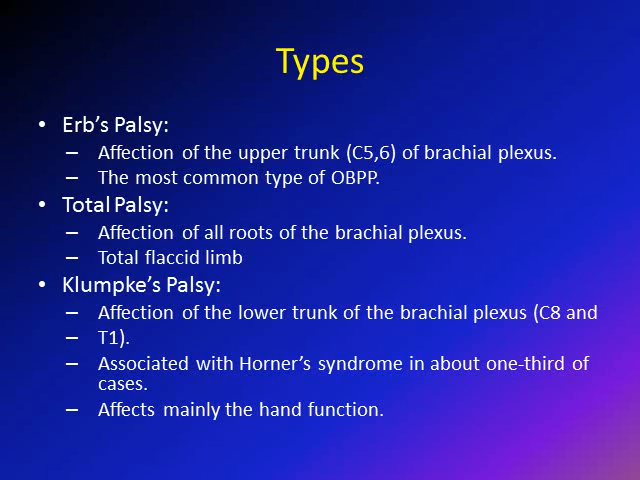 Types
• Erb’s Palsy:
– Affection of the upper trunk (C5,6) of brachial plexus.
– The most common type of OBPP.
• Total Palsy:
– Affection of all roots of the brachial plexus.
– Total flaccid limb
• Klumpke’s Palsy:
– Affection of the lower trunk of the brachial plexus (C8 and
– T1).
– Associated with Horner’s syndrome in about one-third of
cases.
– Affects mainly the hand function.